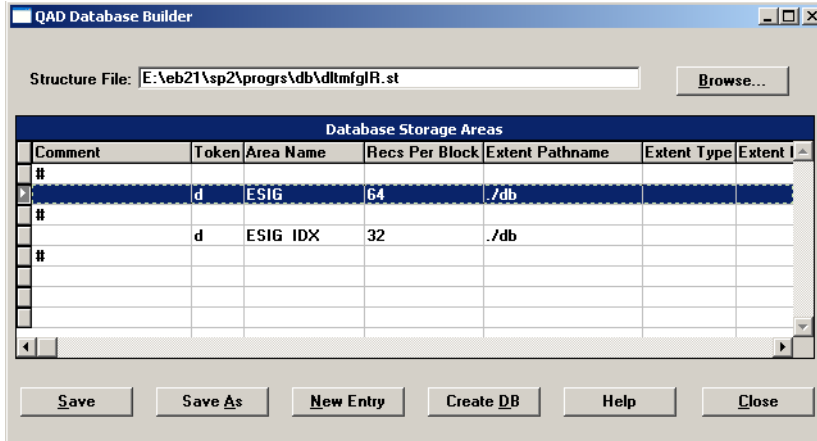 QAD Database Builder
Structure File: E:\eb21\sp2\progrs\db\dltmfgIR.st Browse...
Database Storage Areas
Comment Token Area Name Recs Per Block Extent Pathname Extent Type Extent
#
d ESIG 64 ./db
#
d ESIG_IDX 32 ./db
#
Save Save As New Entry Create DB Help Close